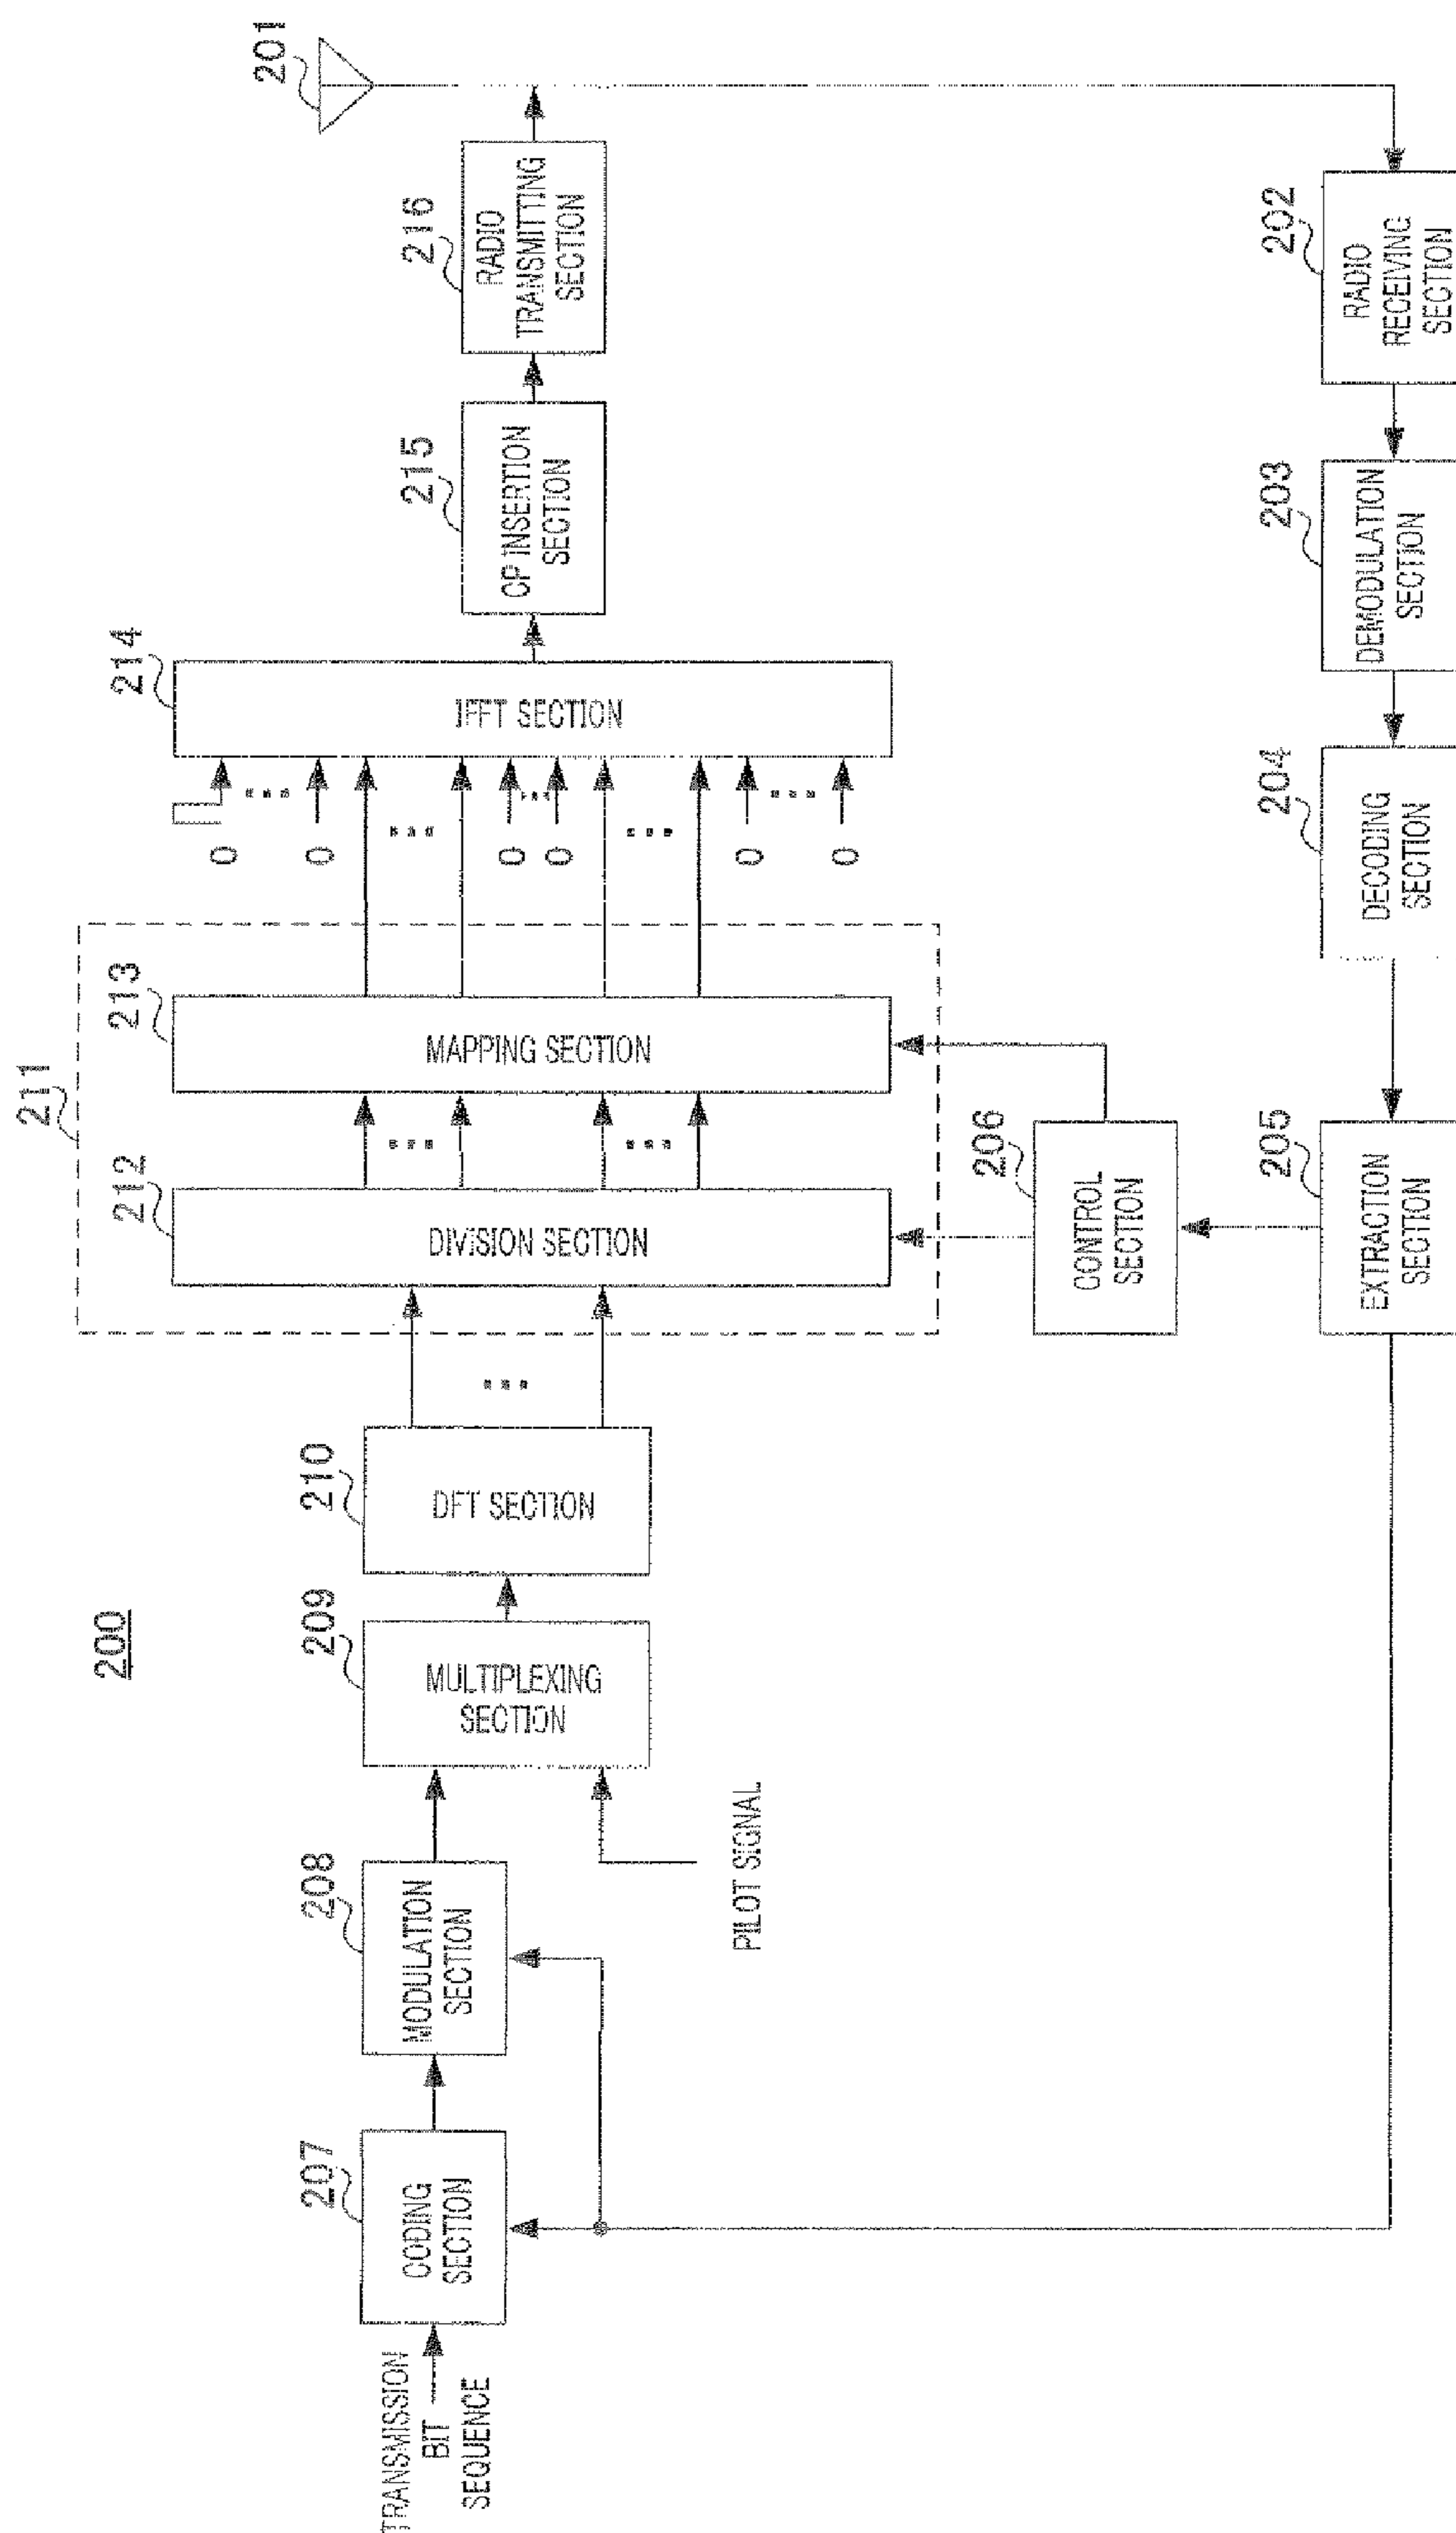 200
201
216
RADIO
TRANSMITTING
SECTION
215
CP INSERTION
SECTION
214
IFFT SECTION
0
0
0
0
0
0
211
213
MAPPING SECTION
212
DIVISION SECTION
210
DFT SECTION
209
MULTIPLEXING
SECTION
PILOT SIGNAL
208
MODULATION
SECTION
207
CODING
SECTION
TRANSMISSION
BIT
SEQUENCE
206
CONTROL
SECTION
202
RADIO
RECEIVING
SECTION
203
DEMODULATION
SECTION
204
DECODING
SECTION
205
EXTRACTION
SECTION